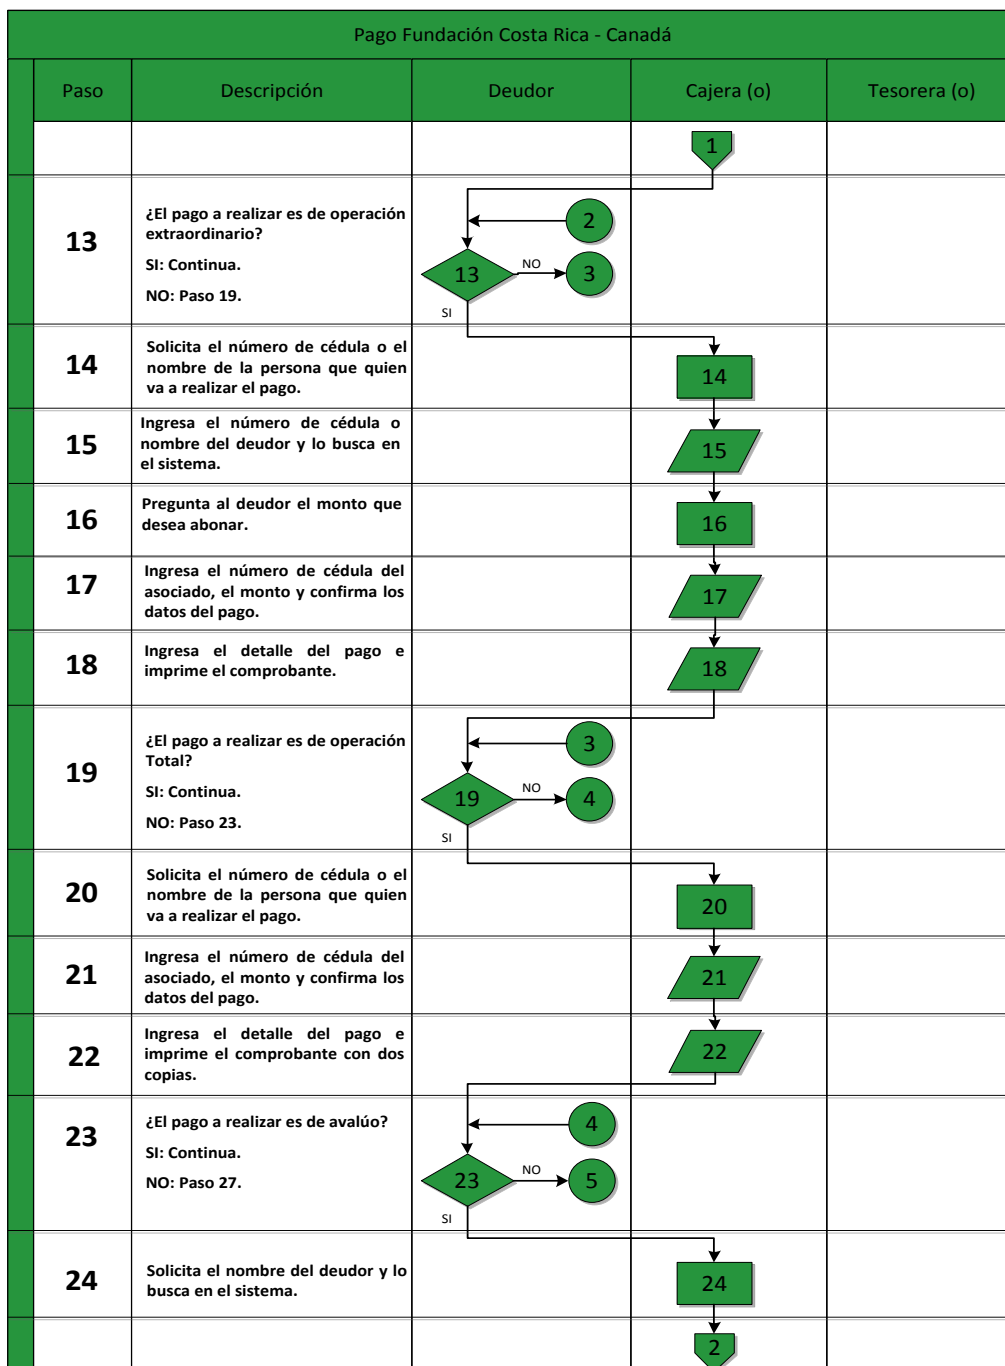 Pago Fundación Costa Rica - Canadá
Paso
Descripción
Deudor
Cajera (o)
Tesorera (o)
1
13
¿El pago a realizar es de operación
extraordinario?
SI: Continua.
NO: Paso 19.
2
13
NO
3
SI
14
Solicita el número de cédula o el
nombre de la persona que quien
va a realizar el pago.
14
15
Ingresa el número de cédula o
nombre del deudor y lo busca en
el sistema.
15
16
Pregunta al deudor el monto que
desea abonar.
16
17
Ingresa el número de cédula del
asociado, el monto y confirma los
datos del pago.
17
18
Ingresa el detalle del pago e
imprime el comprobante.
18
19
¿El pago a realizar es de operación
Total?
SI: Continua.
NO: Paso 23.
3
19
NO
4
SI
20
Solicita el número de cédula o el
nombre de la persona que quien
va a realizar el pago.
20
21
Ingresa el número de cédula del
asociado, el monto y confirma los
datos del pago.
21
22
Ingresa el detalle del pago e
imprime el comprobante con dos
copias.
22
23
¿El pago a realizar es de avalúo?
SI: Continua.
NO: Paso 27.
4
23
NO
5
SI
24
Solicita el nombre del deudor y lo
busca en el sistema.
24
2